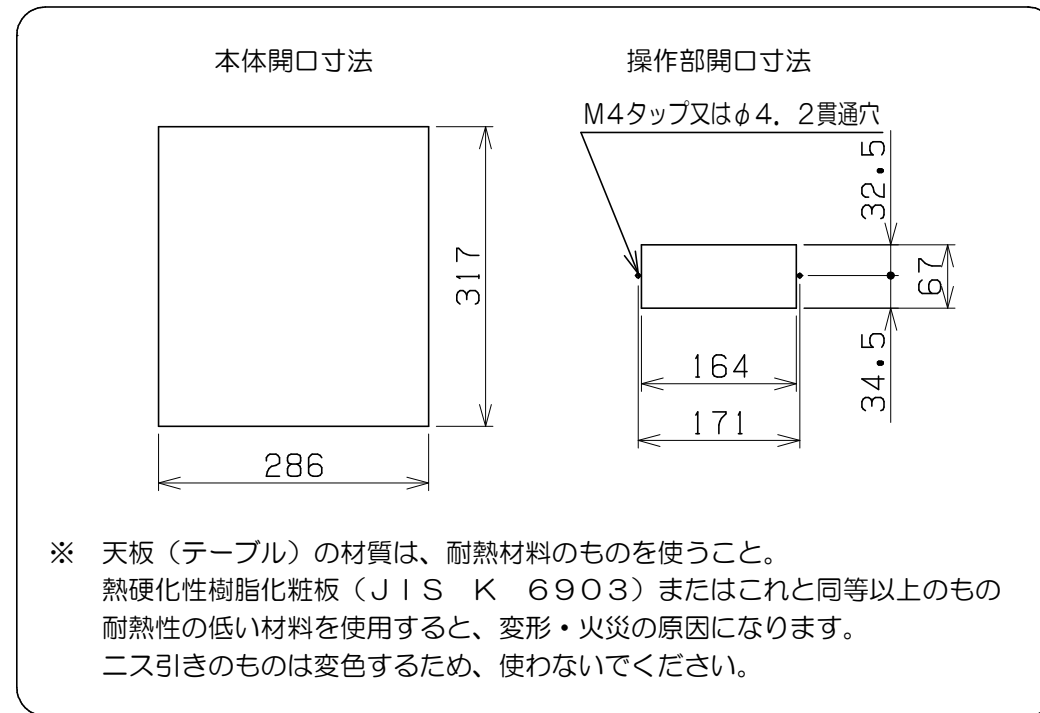 本体開口寸法
操作部開口寸法
M4タップ又はφ4．2貫通穴
317
286
32.5
67
34.5
164
171
※　天板（テーブル）の材質は、耐熱材料のものを使うこと。
熱硬化性樹脂化粧板（JIS　K　6903）またはこれと同等以上のもの
耐熱性の低い材料を使用すると、変形・火災の原因になります。
ニス引きのものは変色するため、使わないでください。